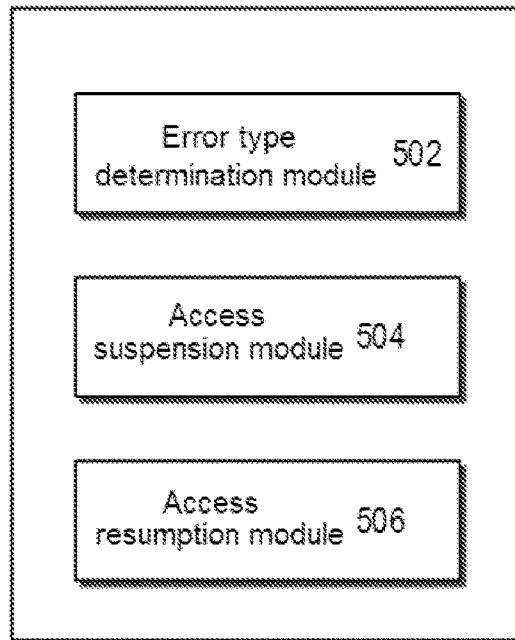 Error type
determination module 502
Access
suspension module 504
Access
resumption module 506